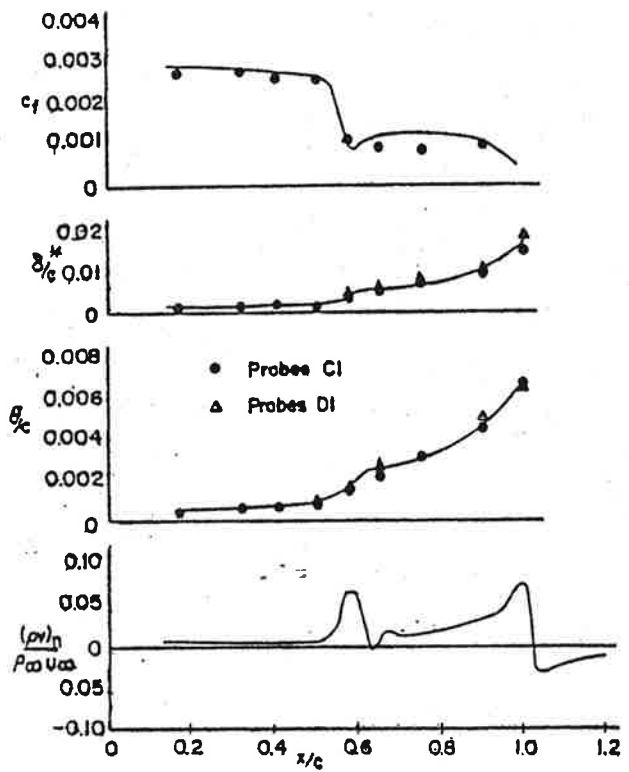 0.004
0.003
cf 0.002
0.001
0
0.02
δ*/c 0.01
0
0.008
● Probes C1
0.006
△ Probes D1
θ/c
0.004
0.002
0
0.10
0.05
(ρv)n
0
ρ∞ U∞
0.05
-0.10
0 0.2 0.4 0.6 0.8 1.0 1.2
x/c